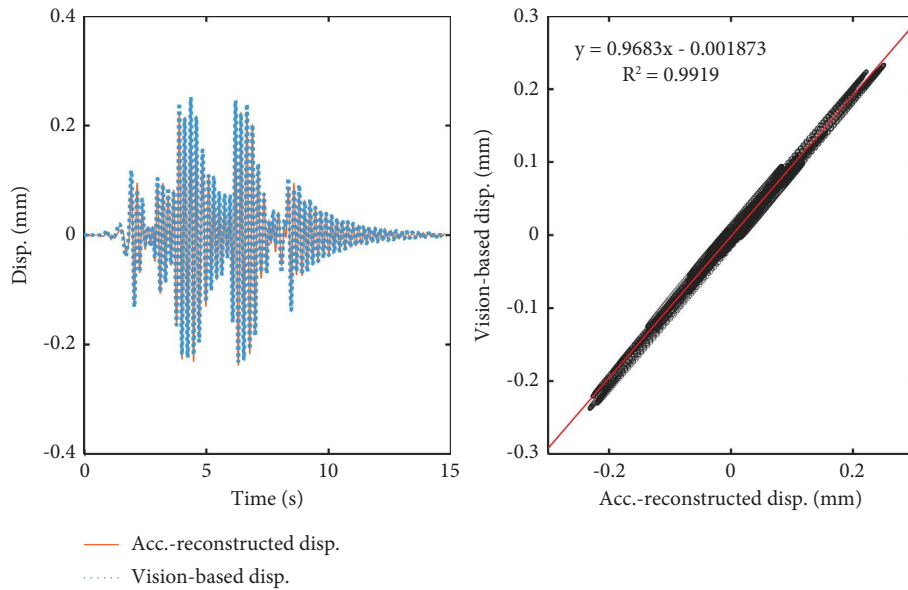 0.4
0.2
0
-0.2
-0.4
Disp. (mm)
0
5
10
15
Time (s)
Acc.-reconstructed disp.
Vision-based disp.
y = 0.9683x - 0.001873
R² = 0.9919
0.3
0.2
0.1
0
-0.1
-0.2
0.3
Vision-based disp. (mm)
-0.2
0
0.2
Acc.-reconstructed disp. (mm)